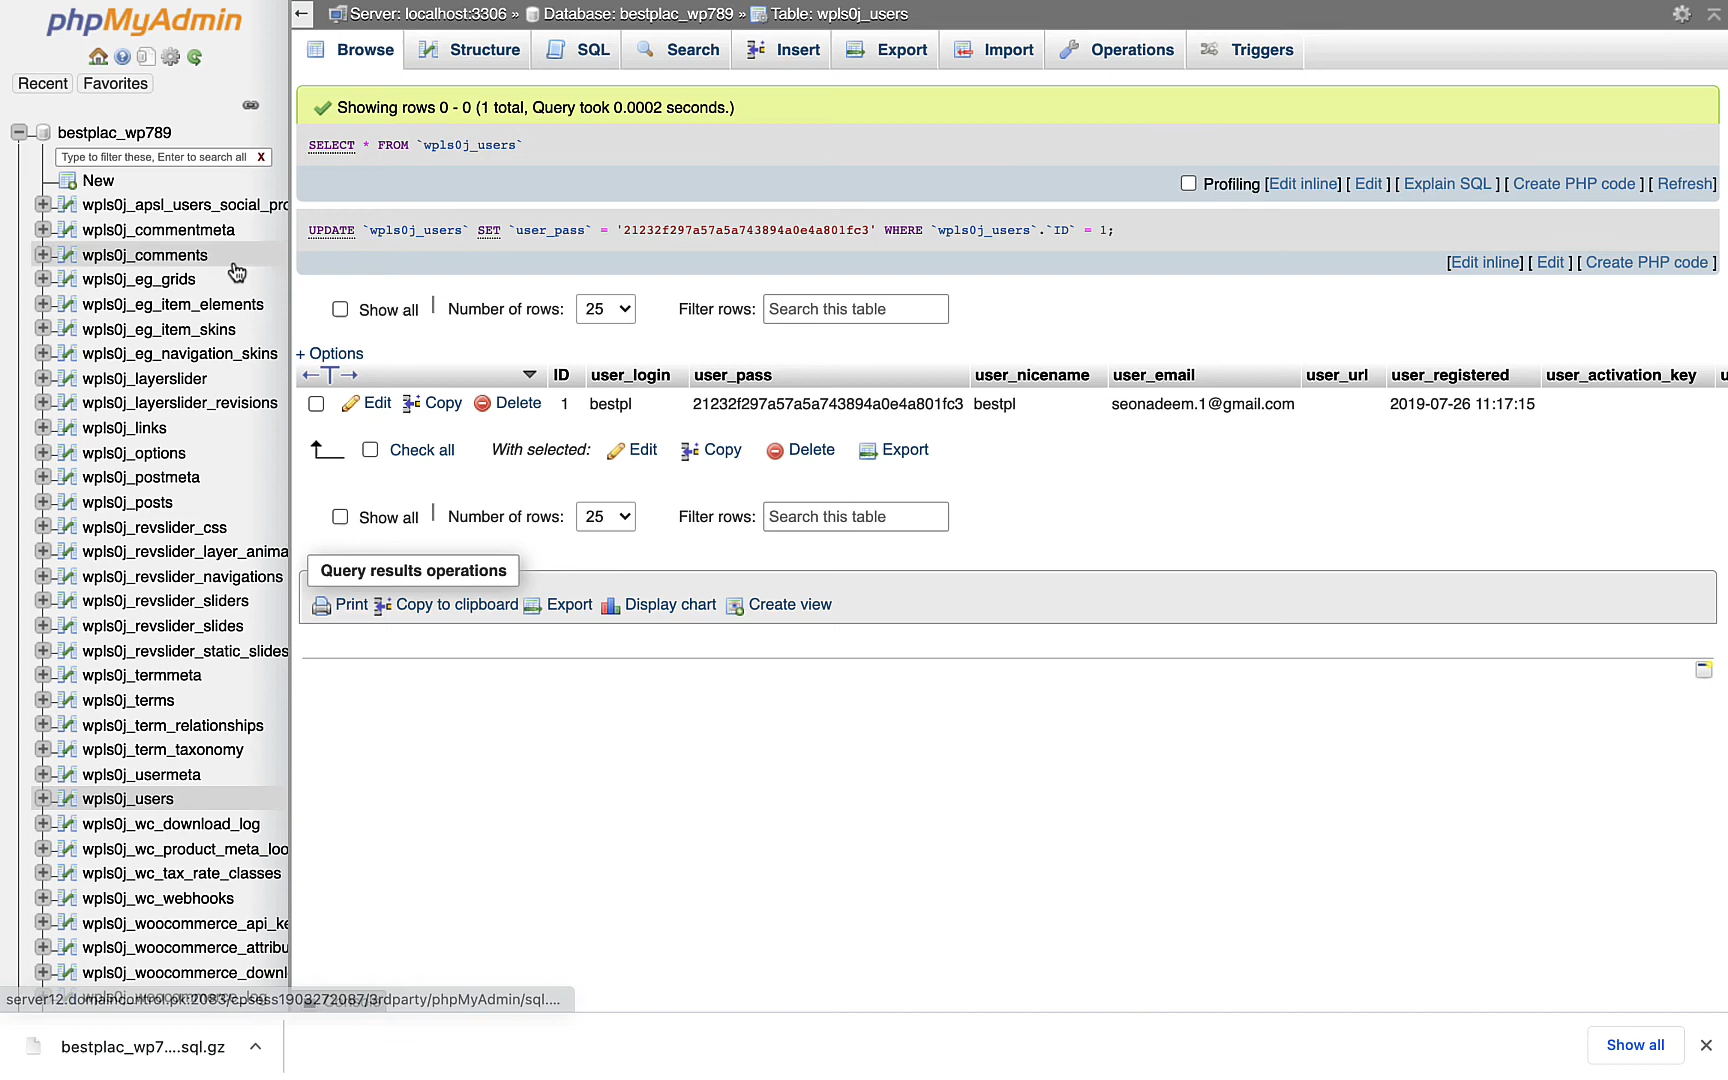 phpMyAdmin
Recent Favorites
bestplac_wp789
Type to filter these, Enter to search all X
New
wpls0j_apsl_users_social_pro
wpls0j_commentmeta
wpls0j_comments
wpls0j_eg_grids
wpls0j_eg_item_elements
wpls0j_eg_item_skins
wpls0j_eg_navigation_skins
wpls0j_layerslider
wpls0j_layerslider_revisions
wpls0j_links
wpls0j_options
wpls0j_postmeta
wpls0j_posts
wpls0j_revslider_css
wpls0j_revslider_layer_anima
wpls0j_revslider_navigations
wpls0j_revslider_sliders
wpls0j_revslider_slides
wpls0j_revslider_static_slides
wpls0j_termmeta
wpls0j_terms
wpls0j_term_relationships
wpls0j_term_taxonomy
wpls0j_usermeta
wpls0j_users
wpls0j_wc_download_log
wpls0j_wc_product_meta_loo
wpls0j_wc_tax_rate_classes
wpls0j_wc_webhooks
wpls0j_woocommerce_api_ke
wpls0j_woocommerce_attribu
wpls0j_woocommerce_downl
server12.domaincontrol.pk:2083/cpsess1903272087/3rdparty/phpMyAdmin/sql....
Server: localhost:3306 » Database: bestplac_wp789 » Table: wpls0j_users
Browse Structure SQL Search Insert Export Import Operations Triggers
Showing rows 0 - 0 (1 total, Query took 0.0002 seconds.)
SELECT * FROM `wpls0j_users`
Profiling [Edit inline] [ Edit ] [ Explain SQL ] [ Create PHP code ] [ Refresh]
UPDATE `wpls0j_users` SET `user_pass` = '21232f297a57a5a743894a0e4a801fc3' WHERE `wpls0j_users`.`ID` = 1;
[Edit inline] [ Edit ] [ Create PHP code ]
Show all | Number of rows: 25 Filter rows: Search this table
+ Options
←T→ ID user_login user_pass user_nicename user_email user_url user_registered user_activation_key u
Edit Copy Delete 1 bestpl 21232f297a57a5a743894a0e4a801fc3 bestpl seonadeem.1@gmail.com 2019-07-26 11:17:15
Check all With selected: Edit Copy Delete Export
Show all | Number of rows: 25 Filter rows: Search this table
Query results operations
Print Copy to clipboard Export Display chart Create view
bestplac_wp7....sql.gz
Show all